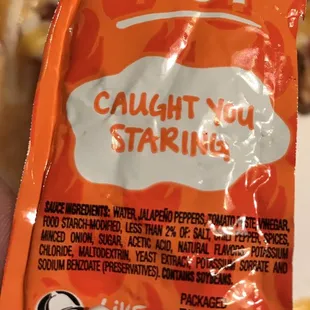 CAUGHT YOU
STARING
SAUCE INGREDIENTS: WATER, JALAPEÑO PEPPERS, TOMATO PASTE, VINEGAR,
FOOD STARCH-MODIFIED, LESS THAN 2% OF: SALT, CHILI PEPPER, SPICES,
MINCED ONION, SUGAR, ACETIC ACID, NATURAL FLAVORS, POTASSIUM
CHLORIDE, MALTODEXTRIN, YEAST EXTRACT, POTASSIUM SORBATE AND
SODIUM BENZOATE (PRESERVATIVES). CONTAINS SOYBEANS.
LIVE
PACKAGE